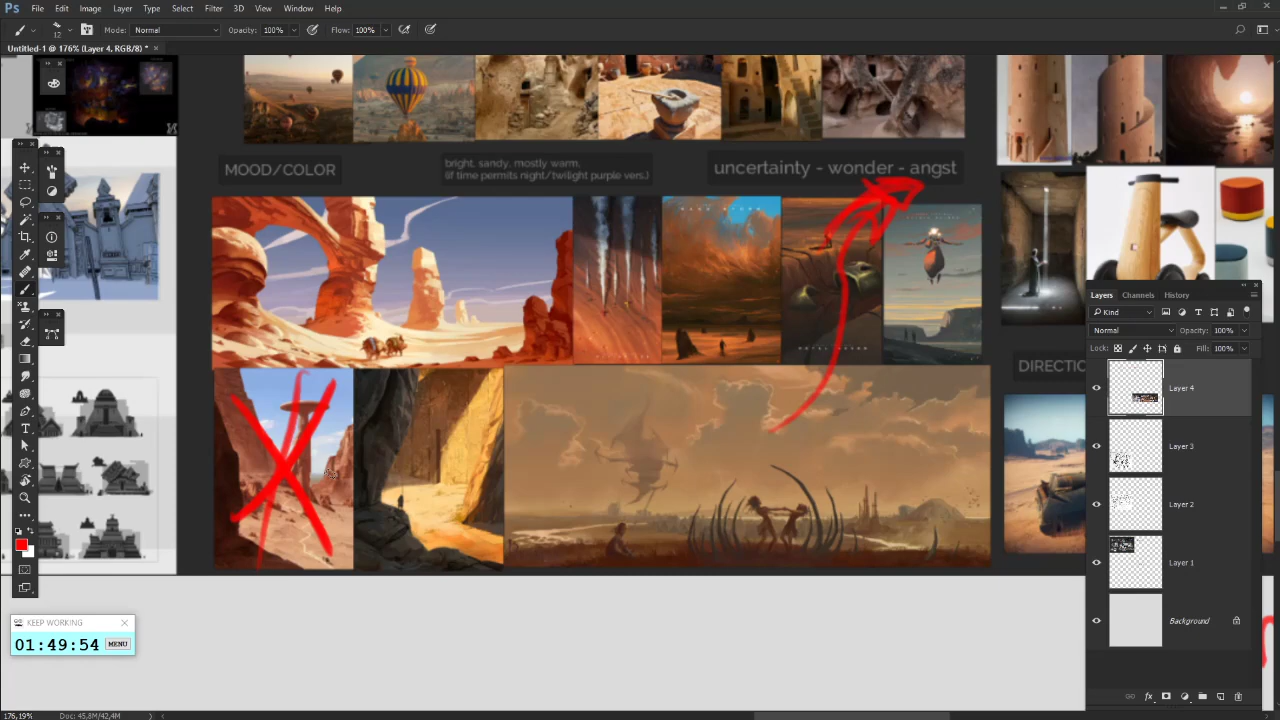 Ps File Edit Image Layer Type Select Filter 3D View Window Help
12 Mode: Normal Opacity: 100% Flow: 100%
Untitled-1 @ 176% (Layer 4, RGB/8) *
MOOD/COLOR
bright, sandy, mostly warm.
(if time permits night/twilight purple vers.)
uncertainty - wonder - angst
DIRECTIO
Layers Channels History
Kind
Normal Opacity: 100%
Lock: Fill: 100%
Layer 4
Layer 3
Layer 2
Layer 1
Background
KEEP WORKING
01:49:54 MENU
176,19% Doc: 45,8M/42,4M